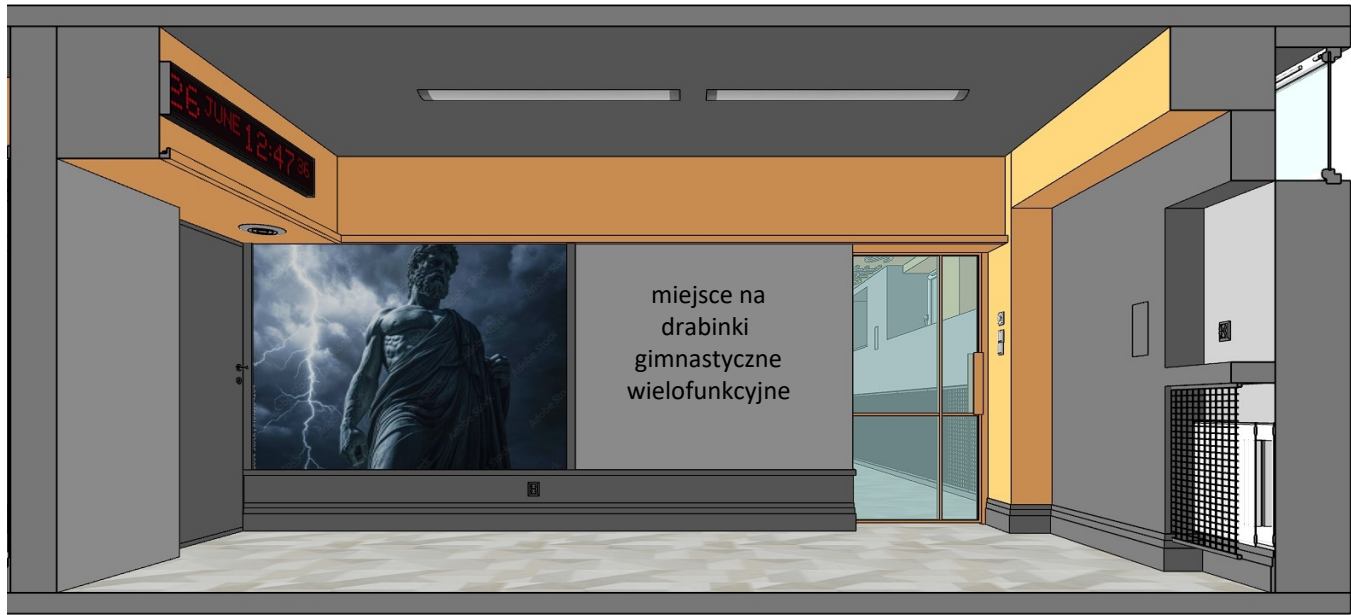 26 JUNE 12:47 36
miejsce na
drabinki
gimnastyczne
wielofunkcyjne